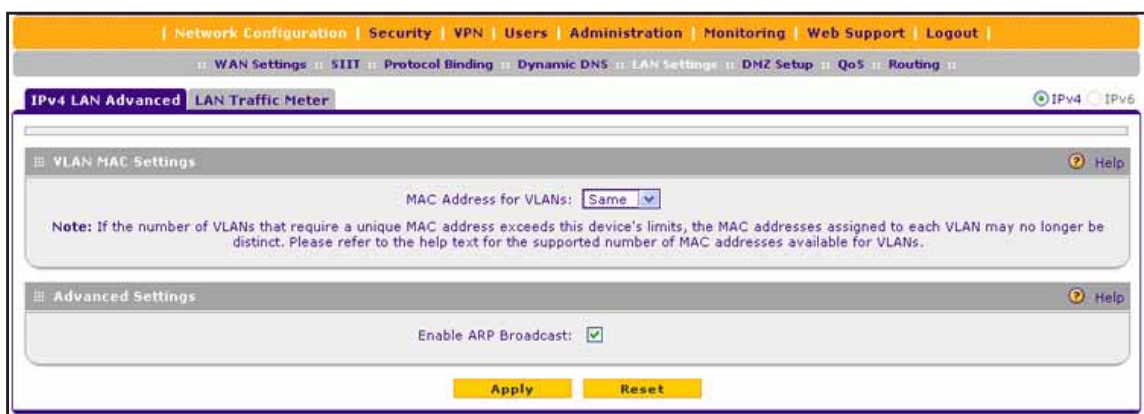 | Network Configuration | Security | VPN | Users | Administration | Monitoring | Web Support | Logout |
:: WAN Settings :: SIIT :: Protocol Binding :: Dynamic DNS :: LAN Settings :: DMZ Setup :: QoS :: Routing ::
IPv4 LAN Advanced LAN Traffic Meter IPv4 IPv6
VLAN MAC Settings Help
MAC Address for VLANs: Same
Note: If the number of VLANs that require a unique MAC address exceeds this device's limits, the MAC addresses assigned to each VLAN may no longer be
distinct. Please refer to the help text for the supported number of MAC addresses available for VLANs.
Advanced Settings Help
Enable ARP Broadcast:
Apply Reset